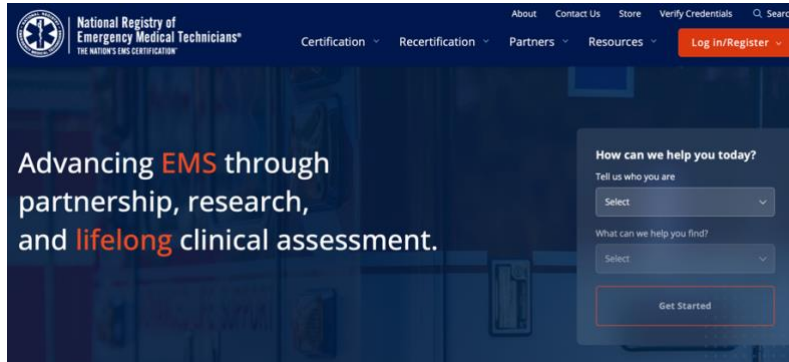 About Contact Us Store Verify Credentials Sear
National Registry of
Emergency Medical Technicians®
THE NATION'S EMS CERTIFICATION™
Certification Recertification Partners Resources Log in/Register
Advancing EMS through
partnership, research,
and lifelong clinical assessment.
How can we help you today?
Tell us who you are
Select
What can we help you find?
Select
Get Started